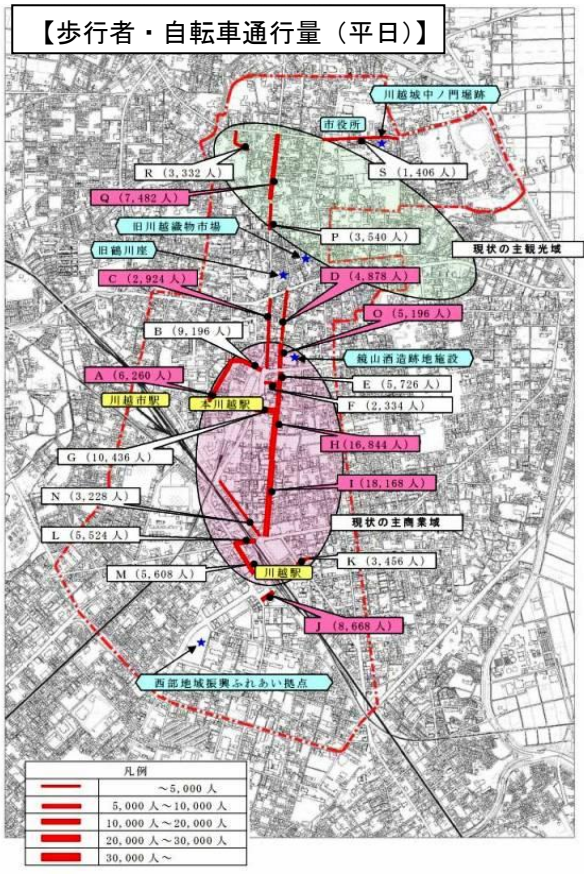 【歩行者・自転車通行量（平日）】
川越城中ノ門堀跡
市役所
R（3,332人）
S（1,406人）
Q（7,482人）
旧川越織物市場
P（3,540人）
旧鶴川座
現状の主観光域
C（2,924人）
D（4,878人）
O（5,196人）
B（9,196人）
鏡山酒造跡地施設
A（6,260人）
E（5,726人）
川越市駅
本川越駅
F（2,334人）
H（16,844人）
G（10,436人）
I（18,168人）
N（3,228人）
現状の主商業域
L（5,524人）
K（3,456人）
M（5,608人）
川越駅
J（8,668人）
西部地域振興ふれあい拠点
凡例
～5,000人
5,000人～10,000人
10,000人～20,000人
20,000人～30,000人
30,000人～